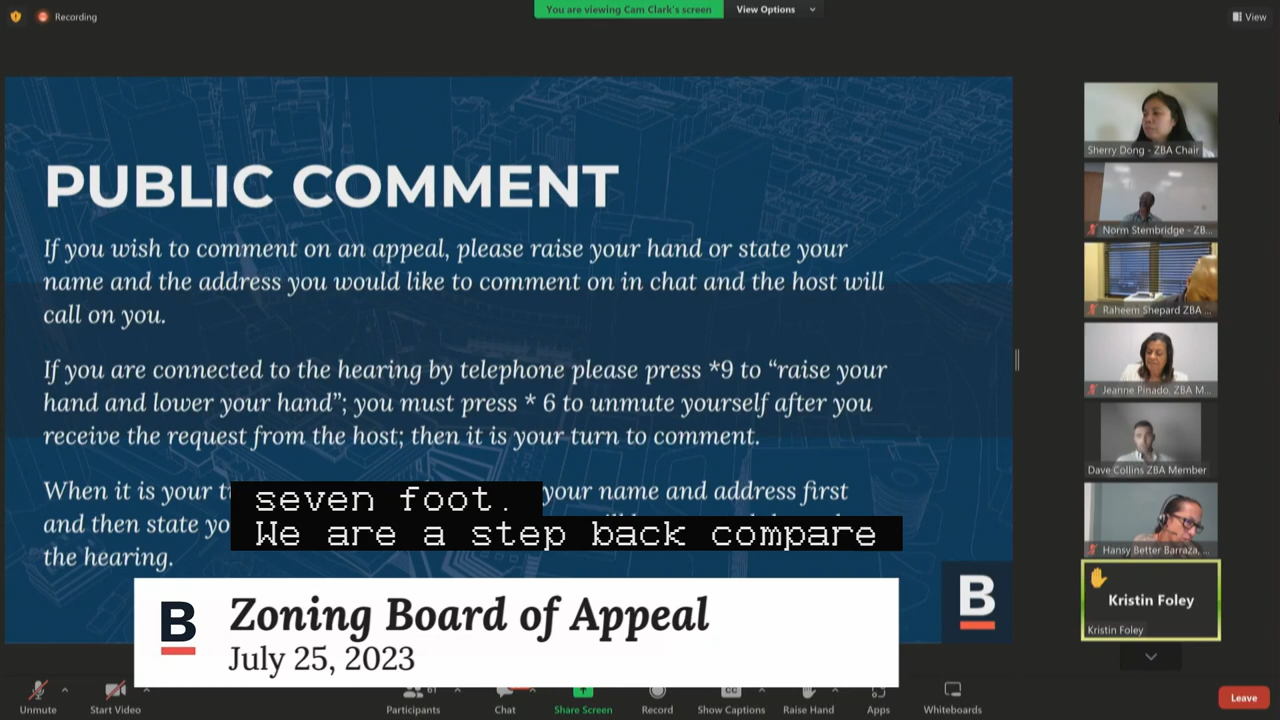 Recording
You are viewing Cam Clark's screen
View Options
View
PUBLIC COMMENT
If you wish to comment on an appeal, please raise your hand or state your
name and the address you would like to comment on in chat and the host will
call on you.
If you are connected to the hearing by telephone please press *9 to “raise your
hand and lower your hand”; you must press * 6 to unmute yourself after you
receive the request from the host; then it is your turn to comment.
When it is your
your name and address first
and then state
the hearing.
seven foot.
We are a step back compare
B
Zoning Board of Appeal
July 25, 2023
B
Sherry Dong - ZBA Chair
Norm Stembridge - ZB...
Raheem Shepard ZBA ...
Jeanne Pinado, ZBA M...
Dave Collins ZBA Member
Hansy Better Barraza, ...
Kristin Foley
Kristin Foley
Unmute
Start Video
Participants
61
Chat
Share Screen
Record
CC
Show Captions
Raise Hand
Apps
Whiteboards
Leave